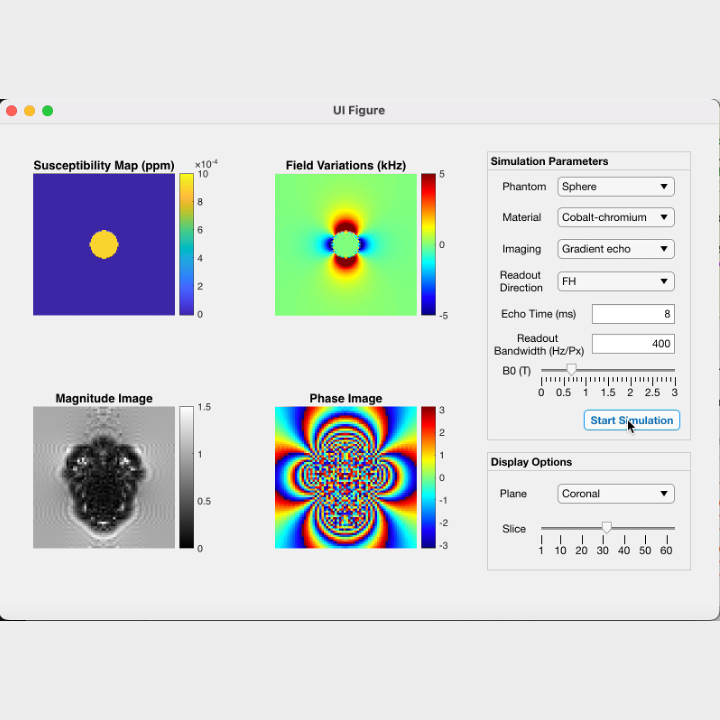 UI Figure
Susceptibility Map (ppm)
×10⁻⁴
10
8
6
4
2
0
Field Variations (kHz)
5
0
-5
Magnitude Image
1.5
1
0.5
0
Phase Image
3
2
1
0
-1
-2
-3
Simulation Parameters
Phantom Sphere
Material Cobalt-chromium
Imaging Gradient echo
Readout
Direction FH
Echo Time (ms) 8
Readout
Bandwidth (Hz/Px) 400
B0 (T)
0 0.5 1 1.5 2 2.5 3
Start Simulation
Display Options
Plane Coronal
Slice
1 10 20 30 40 50 60